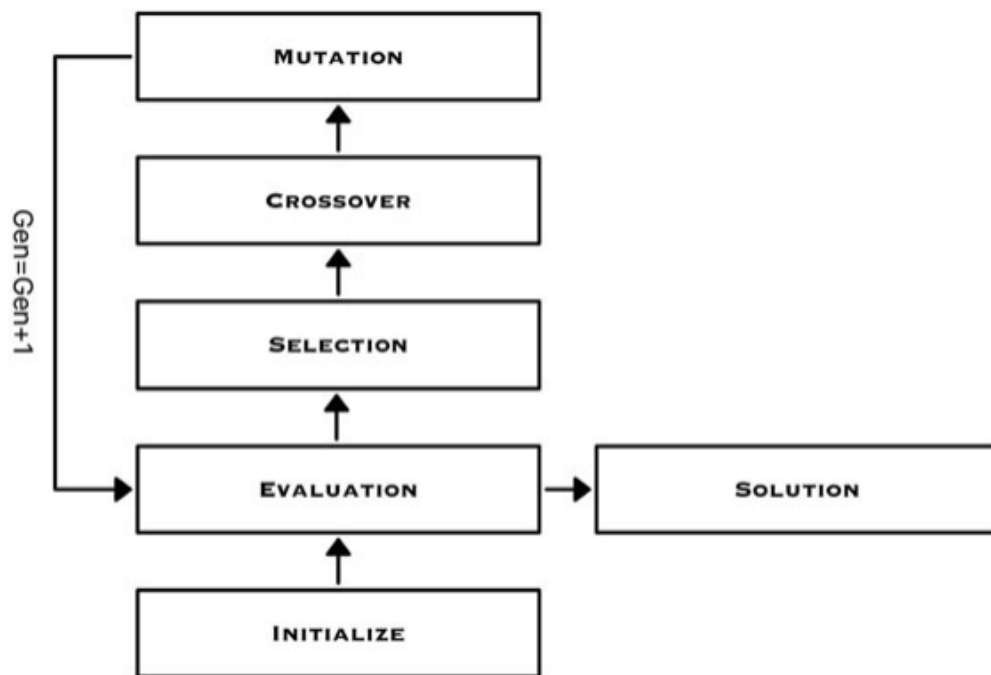 MUTATION
CROSSOVER
Gen=Gen+1
SELECTION
EVALUATION
SOLUTION
INITIALIZE